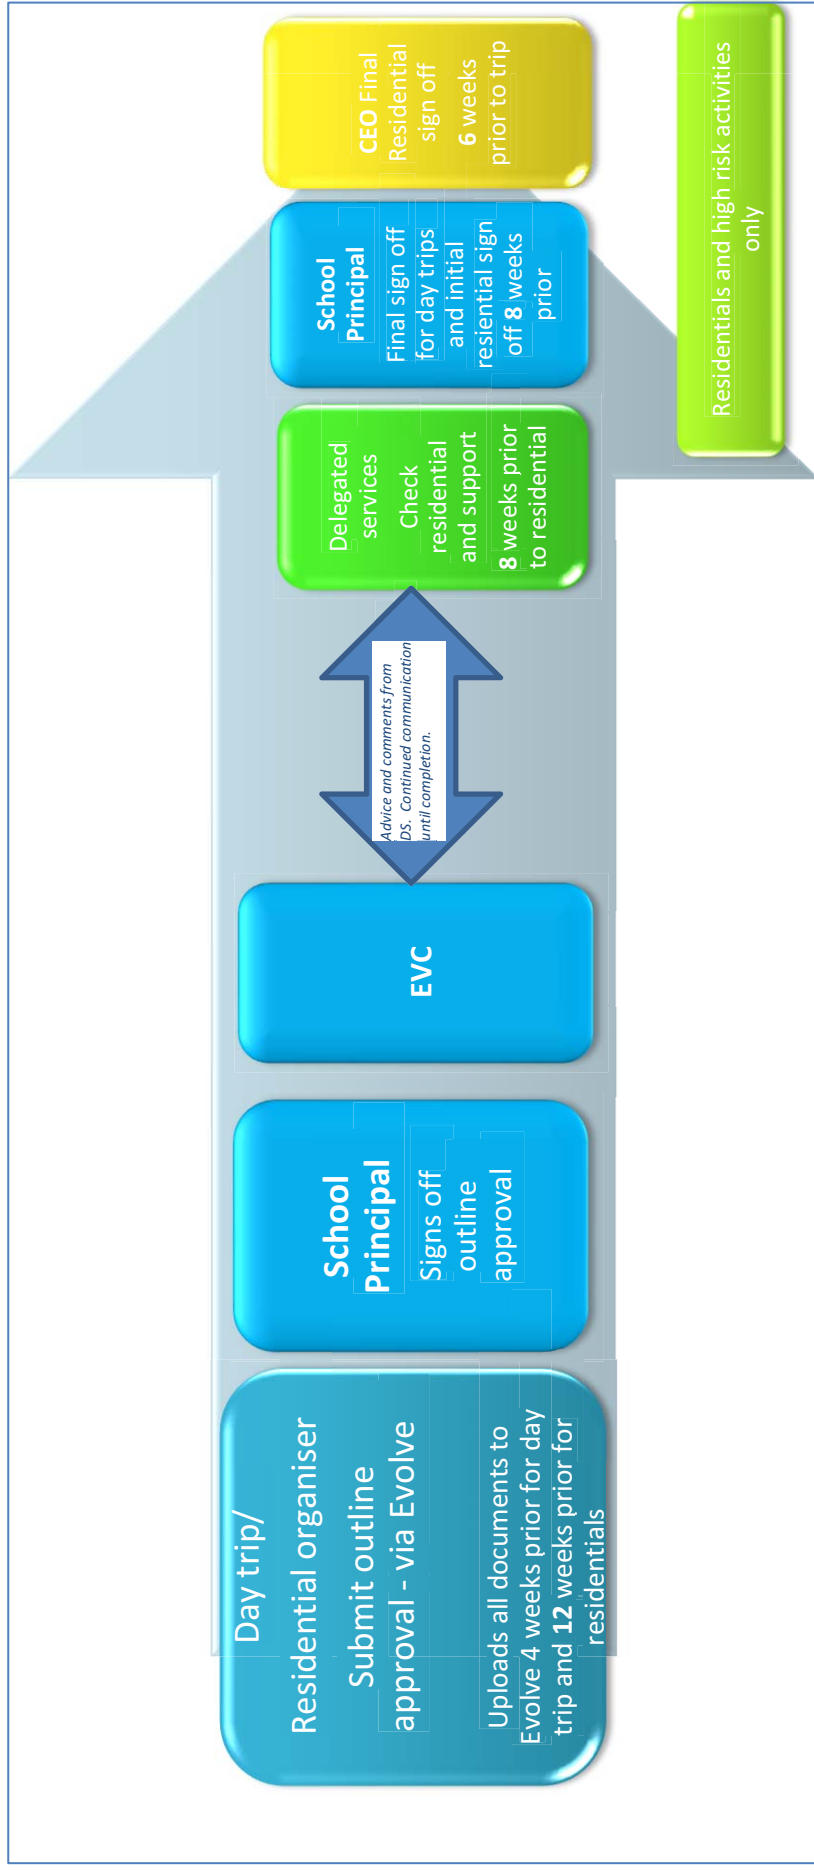 Day trip/
Residential organiser
Submit outline
approval - via Evolve
Uploads all documents to
Evolve 4 weeks prior for day
trip and 12 weeks prior for
residentials
School
Principal
Signs off
outline
approval
EVC
Advice and comments from
DS.  Continued communication
until completion.
Delegated
services
Check
residential
and support
8 weeks prior
to residential
School
Principal
Final sign off
for day trips
and initial
resiential sign
off 8 weeks
prior
CEO Final
Residential
sign off
6 weeks
prior to trip
Residentials and high risk activities
only